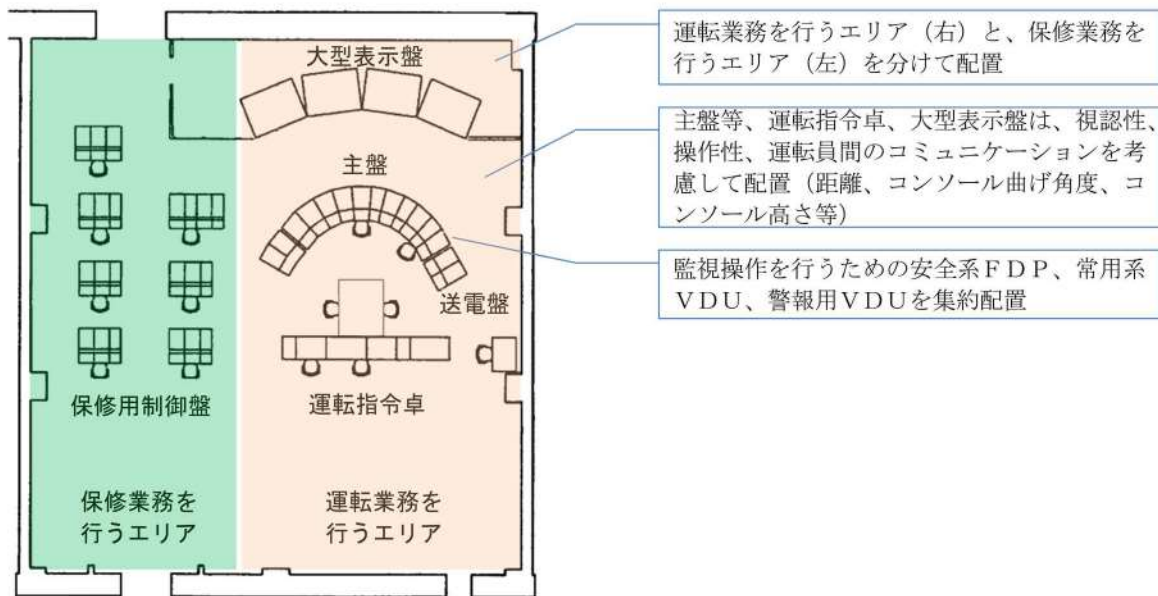 大型表示盤
主盤
送電盤
保修用制御盤
運転指令卓
保修業務を
行うエリア
運転業務を
行うエリア
運転業務を行うエリア（右）と、保修業務を
行うエリア（左）を分けて配置
主盤等、運転指令卓、大型表示盤は、視認性、
操作性、運転員間のコミュニケーションを考
慮して配置（距離、コンソール曲げ角度、コ
ンソール高さ等）
監視操作を行うための安全系ＦＤＰ、常用系
ＶＤＵ、警報用ＶＤＵを集約配置